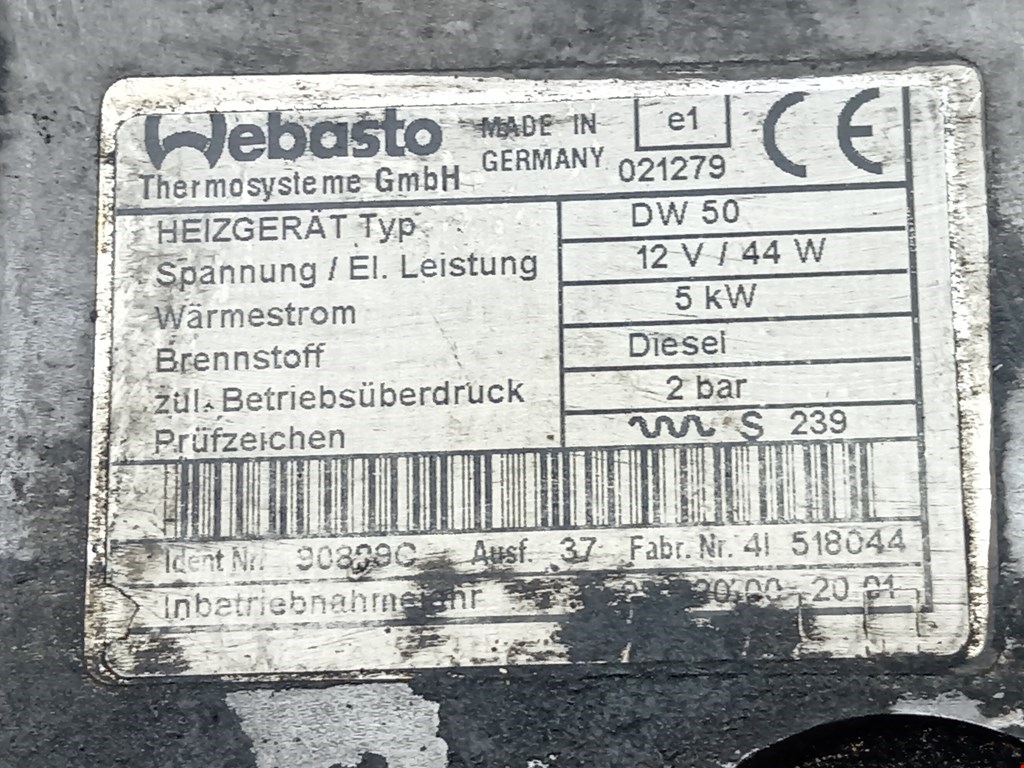 Webasto
Thermosysteme GmbH
MADE IN
GERMANY
e1
021279
CE
HEIZGERÄT Typ DW 50
Spannung / El. Leistung 12 V / 44 W
Wärmestrom 5 kW
Brennstoff Diesel
zul. Betriebsüberdruck 2 bar
Prüfzeichen S 239
Ident Nr. Ausf. 37 Fabr. Nr. 41 518044
Inbetriebnahmejahr 2000 2001